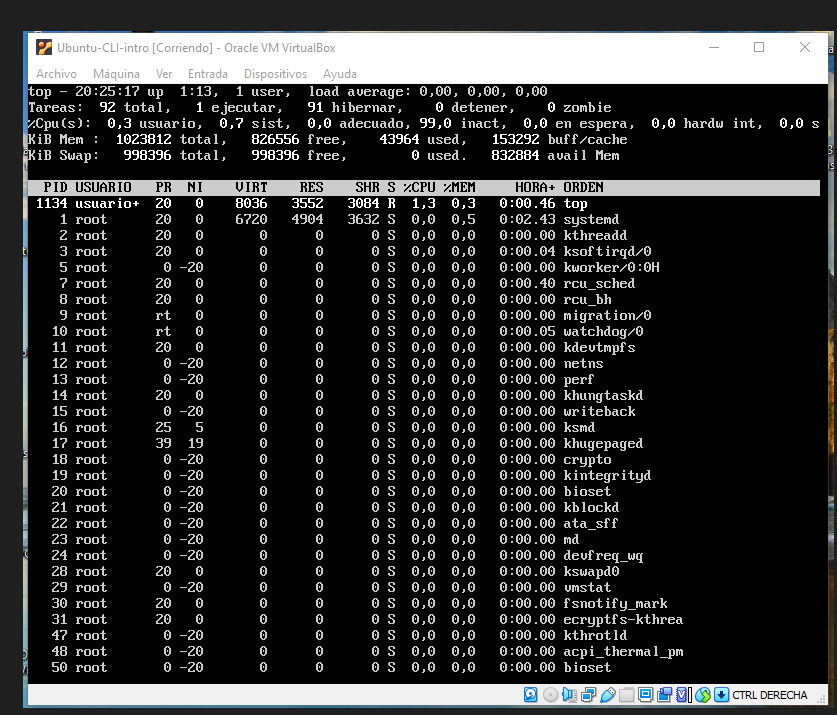 Ubuntu-CLI-intro [Corriendo] - Oracle VM VirtualBox
Archivo Máquina Ver Entrada Dispositivos Ayuda
top - 20:25:17 up  1:13,  1 user,  load average: 0,00, 0,00, 0,00
Tareas:  92 total,   1 ejecutar,  91 hibernar,   0 detener,   0 zombie
%Cpu(s):  0,3 usuario,  0,7 sist,  0,0 adecuado, 99,0 inact,  0,0 en espera,  0,0 hardw int,  0,0 s
KiB Mem :  1023812 total,   826556 free,    43964 used,   153292 buff/cache
KiB Swap:   998396 total,   998396 free,        0 used.   832884 avail Mem
PID USUARIO PR NI VIRT RES SHR S %CPU %MEM HORA+ ORDEN
1134 usuario+ 20 0 8036 3552 3084 R 1,3 0,3 0:00.46 top
1 root 20 0 6720 4904 3632 S 0,0 0,5 0:02.43 systemd
2 root 20 0 0 0 0 S 0,0 0,0 0:00.00 kthreadd
3 root 20 0 0 0 0 S 0,0 0,0 0:00.04 ksoftirqd/0
5 root 0 -20 0 0 0 S 0,0 0,0 0:00.00 kworker/0:0H
7 root 20 0 0 0 0 S 0,0 0,0 0:00.40 rcu_sched
8 root 20 0 0 0 0 S 0,0 0,0 0:00.00 rcu_bh
9 root rt 0 0 0 0 S 0,0 0,0 0:00.00 migration/0
10 root rt 0 0 0 0 S 0,0 0,0 0:00.05 watchdog/0
11 root 20 0 0 0 0 S 0,0 0,0 0:00.00 kdevtmpfs
12 root 0 -20 0 0 0 S 0,0 0,0 0:00.00 netns
13 root 0 -20 0 0 0 S 0,0 0,0 0:00.00 perf
14 root 20 0 0 0 0 S 0,0 0,0 0:00.00 khungtaskd
15 root 0 -20 0 0 0 S 0,0 0,0 0:00.00 writeback
16 root 25 5 0 0 0 S 0,0 0,0 0:00.00 ksmd
17 root 39 19 0 0 0 S 0,0 0,0 0:00.00 khugepaged
18 root 0 -20 0 0 0 S 0,0 0,0 0:00.00 crypto
19 root 0 -20 0 0 0 S 0,0 0,0 0:00.00 kintegrityd
20 root 0 -20 0 0 0 S 0,0 0,0 0:00.00 bioset
21 root 0 -20 0 0 0 S 0,0 0,0 0:00.00 kblockd
22 root 0 -20 0 0 0 S 0,0 0,0 0:00.00 ata_sff
23 root 0 -20 0 0 0 S 0,0 0,0 0:00.00 md
24 root 0 -20 0 0 0 S 0,0 0,0 0:00.00 devfreq_wq
28 root 20 0 0 0 0 S 0,0 0,0 0:00.00 kswapd0
29 root 0 -20 0 0 0 S 0,0 0,0 0:00.00 vmstat
30 root 20 0 0 0 0 S 0,0 0,0 0:00.00 fsnotify_mark
31 root 20 0 0 0 0 S 0,0 0,0 0:00.00 ecryptfs-kthrea
47 root 0 -20 0 0 0 S 0,0 0,0 0:00.00 kthrotld
48 root 0 -20 0 0 0 S 0,0 0,0 0:00.00 acpi_thermal_pm
50 root 0 -20 0 0 0 S 0,0 0,0 0:00.00 bioset
CTRL DERECHA